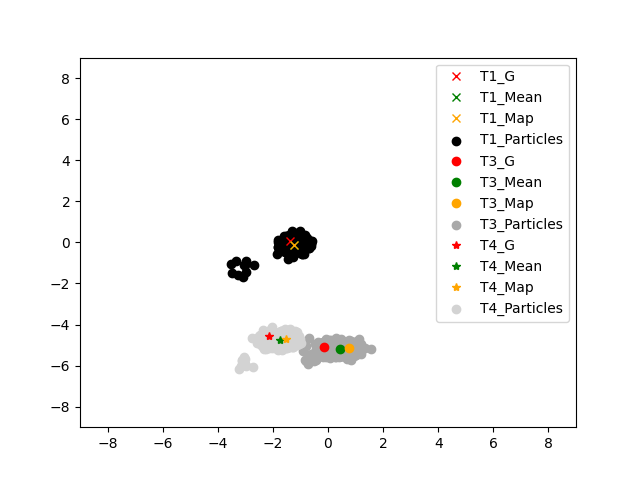 8
6
4
2
0
−2
−4
−6
−8
−8 −6 −4 −2 0 2 4 6 8
T1_G
T1_Mean
T1_Map
T1_Particles
T3_G
T3_Mean
T3_Map
T3_Particles
T4_G
T4_Mean
T4_Map
T4_Particles